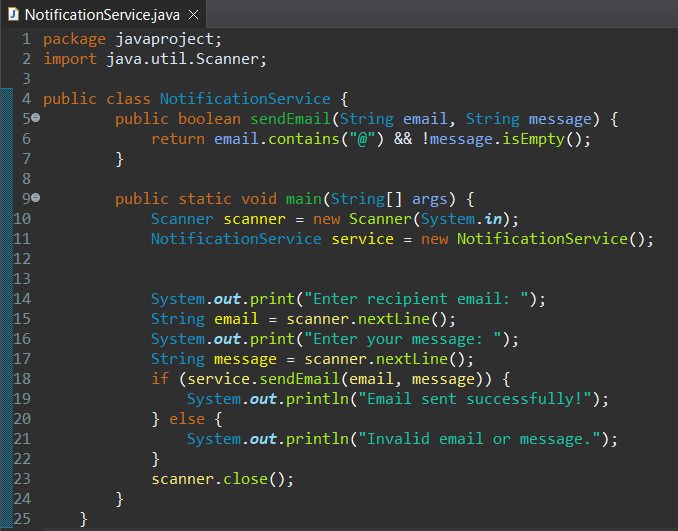 NotificationService.java
1 package javaproject;
2 import java.util.Scanner;
3
4 public class NotificationService {
5 public boolean sendEmail(String email, String message) {
6 return email.contains("@") && !message.isEmpty();
7 }
8
9 public static void main(String[] args) {
10 Scanner scanner = new Scanner(System.in);
11 NotificationService service = new NotificationService();
12
13
14 System.out.print("Enter recipient email: ");
15 String email = scanner.nextLine();
16 System.out.print("Enter your message: ");
17 String message = scanner.nextLine();
18 if (service.sendEmail(email, message)) {
19 System.out.println("Email sent successfully!");
20 } else {
21 System.out.println("Invalid email or message.");
22 }
23 scanner.close();
24 }
25 }